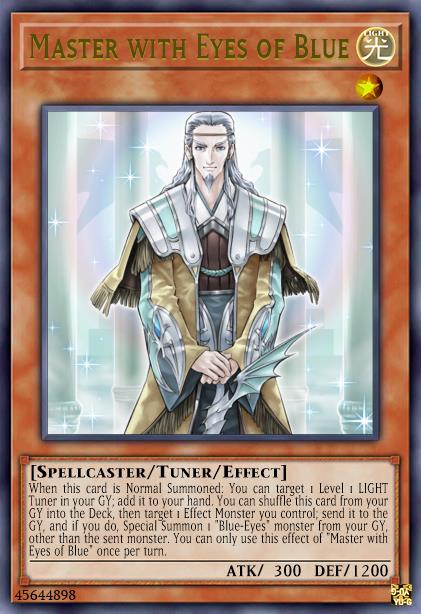 Master with Eyes of Blue
LIGHT
光
[Spellcaster/Tuner/Effect]
When this card is Normal Summoned: You can target 1 Level 1 LIGHT
Tuner in your GY; add it to your hand. You can shuffle this card from your
GY into the Deck, then target 1 Effect Monster you control; send it to the
GY, and if you do, Special Summon 1 "Blue-Eyes" monster from your GY,
other than the sent monster. You can only use this effect of "Master with
Eyes of Blue" once per turn.
ATK/ 300 DEF/1200
45644898